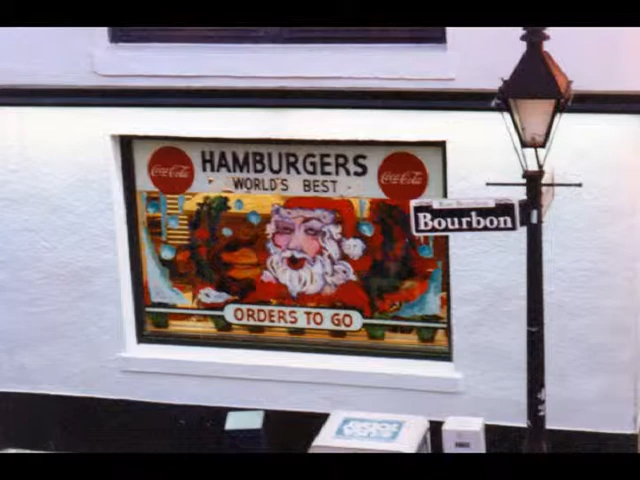 HAMBURGERS
WORLD'S BEST
Coca-Cola
Coca-Cola
Bourbon
ORDERS TO GO